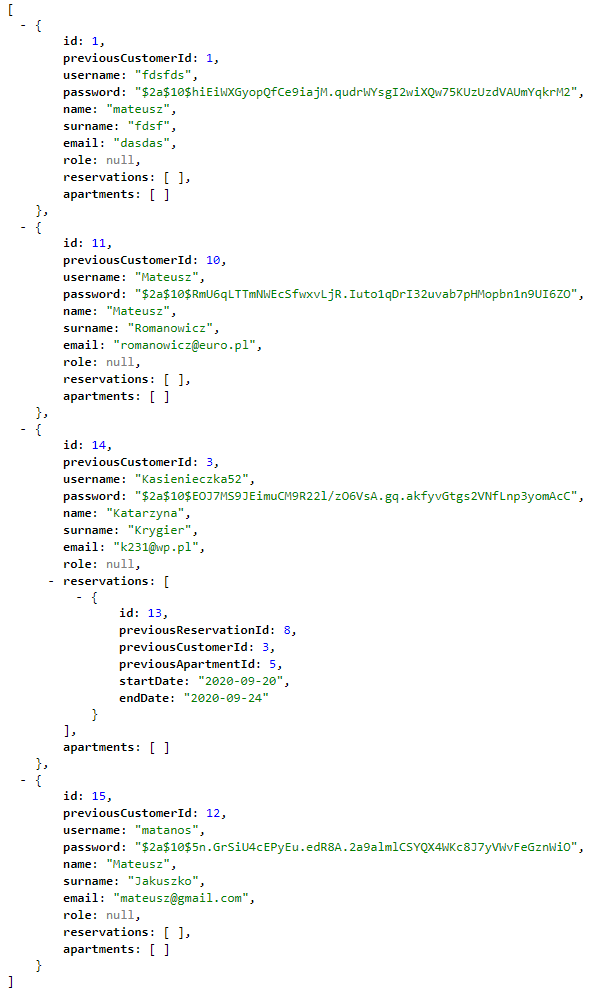 [
- {
id: 1,
previousCustomerId: 1,
username: "fdsfds",
password: "$2a$10$hiEiWXGyopQfCe9iajM.qudrWYsgI2wiXQw75KUzUzdVAUmYqkrM2",
name: "mateusz",
surname: "fdsf",
email: "dasdas",
role: null,
reservations: [ ],
apartments: [ ]
},
- {
id: 11,
previousCustomerId: 10,
username: "Mateusz",
password: "$2a$10$RmU6qLTTmNWEcSfwxvLjR.Iuto1qDrI32uvab7pHMopbn1n9UI6ZO",
name: "Mateusz",
surname: "Romanowicz",
email: "romanowicz@euro.pl",
role: null,
reservations: [ ],
apartments: [ ]
},
- {
id: 14,
previousCustomerId: 3,
username: "Kasienieczka52",
password: "$2a$10$EOJ7MS9JEimuCM9R22l/zO6VsA.gq.akfyvGtgs2VNfLnp3yomAcC",
name: "Katarzyna",
surname: "Krygier",
email: "k231@wp.pl",
role: null,
- reservations: [
- {
id: 13,
previousReservationId: 8,
previousCustomerId: 3,
previousApartmentId: 5,
startDate: "2020-09-20",
endDate: "2020-09-24"
}
],
apartments: [ ]
},
- {
id: 15,
previousCustomerId: 12,
username: "matanos",
password: "$2a$10$5n.GrSiU4cEPyEu.edR8A.2a9almlCSYQX4WKc8J7yVWvFeGznWiO",
name: "Mateusz",
surname: "Jakuszko",
email: "mateusz@gmail.com",
role: null,
reservations: [ ],
apartments: [ ]
}
]